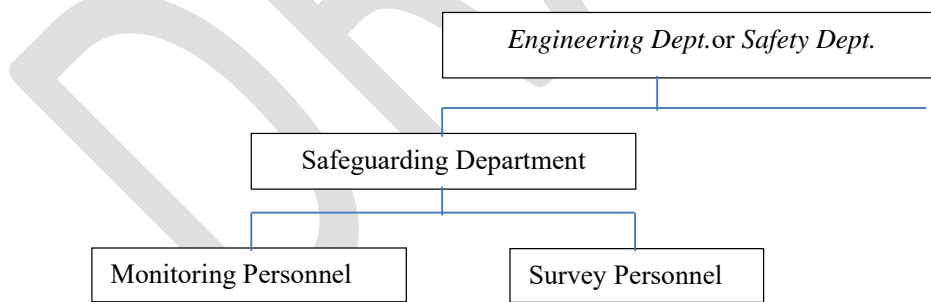 Engineering Dept.or Safety Dept.
Safeguarding Department
Monitoring Personnel
Survey Personnel